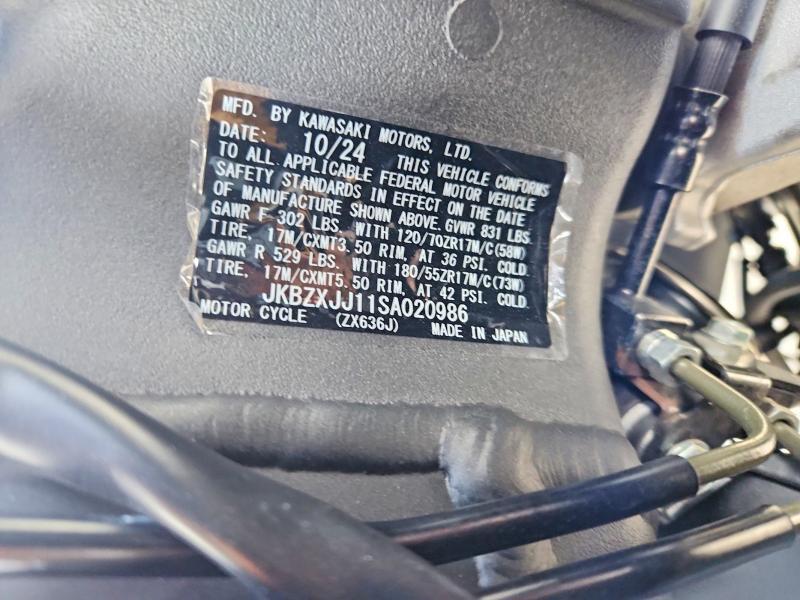 MFD. BY KAWASAKI MOTORS, LTD.
DATE: 10/24 THIS VEHICLE CONFORMS
TO ALL APPLICABLE FEDERAL MOTOR VEHICLE
SAFETY STANDARDS IN EFFECT ON THE DATE
OF MANUFACTURE SHOWN ABOVE. GVWR 831 LBS.
GAWR F 302 LBS. WITH 120/70ZR17M/C(58W)
TIRE, 17M/CXMT3.50 RIM, AT 36 PSI. COLD.
GAWR R 529 LBS. WITH 180/55ZR17M/C(73W)
TIRE, 17M/CXMT5.50 RIM, AT 42 PSI. COLD.
JKBZXJJ11SA020986
MOTOR CYCLE (ZX636J) MADE IN JAPAN